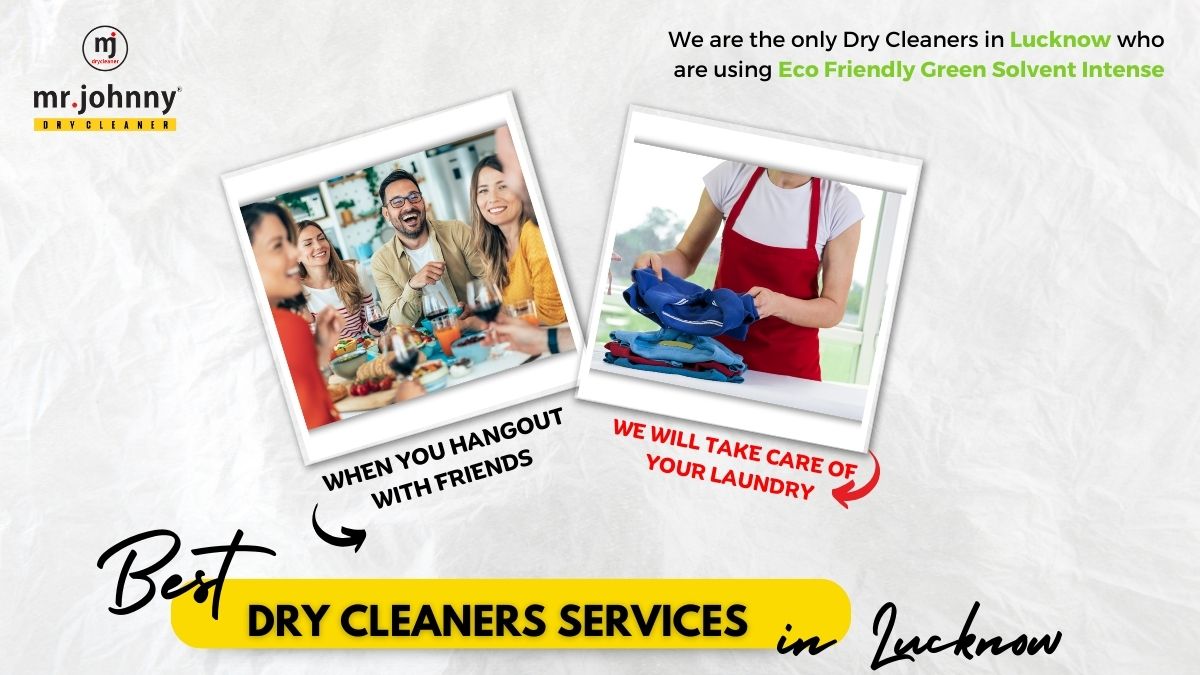 mj
drycleaner
mr.johnny
DRY CLEANER
We are the only Dry Cleaners in Lucknow who
are using Eco Friendly Green Solvent Intense
WHEN YOU HANGOUT
WITH FRIENDS
WE WILL TAKE CARE OF
YOUR LAUNDRY
Best
DRY CLEANERS SERVICES
in Lucknow